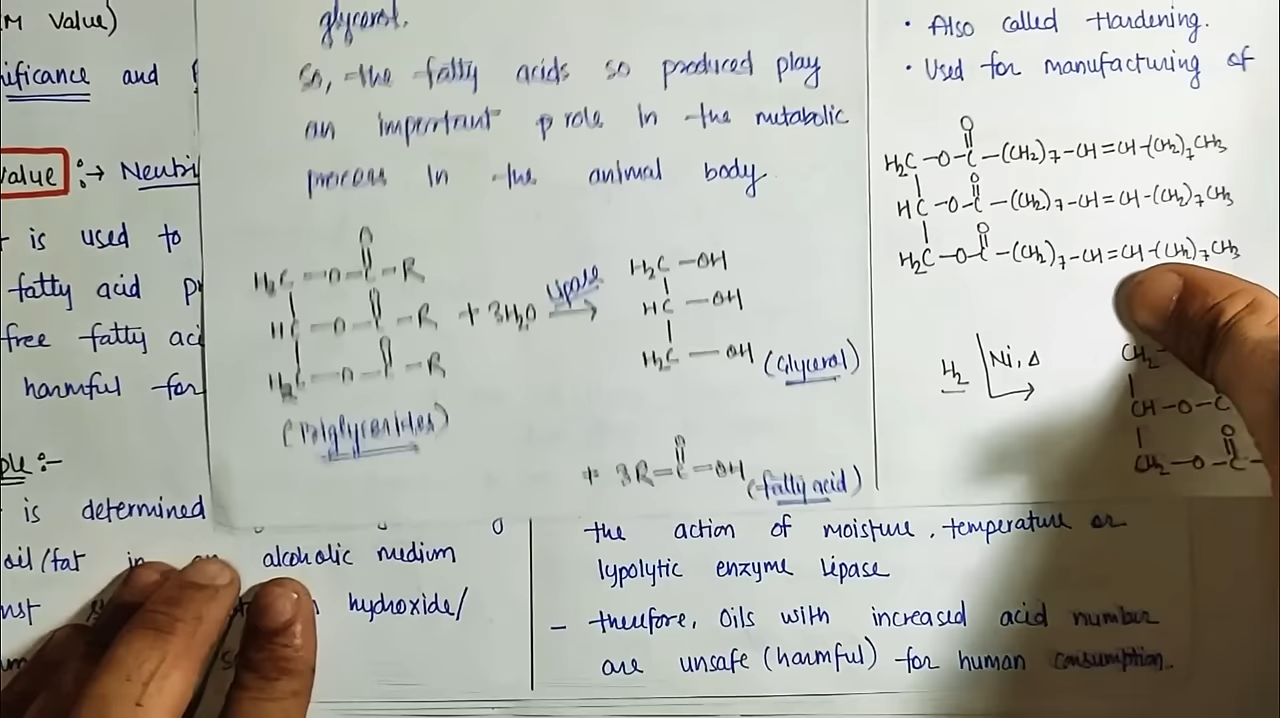 M Value)
ificance and
Value :→ Neutri
is used to
fatty acid
free fatty aci
harmful for
ple :-
is determined
oil/fat in an alcoholic medium
inst hydroxide/
glycerol.
So, the fatty acids so produced play
an important p role in the metabolic
process in the animal body.
O
H₂C —O—C—R
O
HC —O—C—R + 3H₂O Lipase →
O
H₂C —O—C—R
H₂C —OH
HC —OH
H₂C —OH (Glycerol)
O
+ 3R—C—OH (fatty acid)
• Also called Hardening.
• Used for manufacturing of
O
H₂C —O—C —(CH₂)₇—CH=CH—(CH₂)₇CH₃
O
HC —O—C —(CH₂)₇—CH=CH—(CH₂)₇CH₃
O
H₂C —O—C —(CH₂)₇—CH=CH—(CH₂)₇CH₃
H₂ Ni, Δ →
CH₂
CH—O—C
O
CH₂—O—C—
the action of moisture, temperature or
lypolytic enzyme Lipase
— therefore, Oils with increased acid number
are unsafe (harmful) for human consumption.